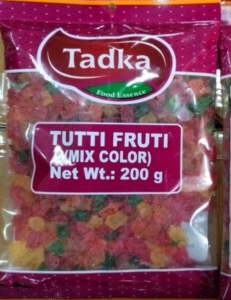 Tadka
Food Essence
TUTTI FRUTI
(MIX COLOR)
Net Wt.: 200 g